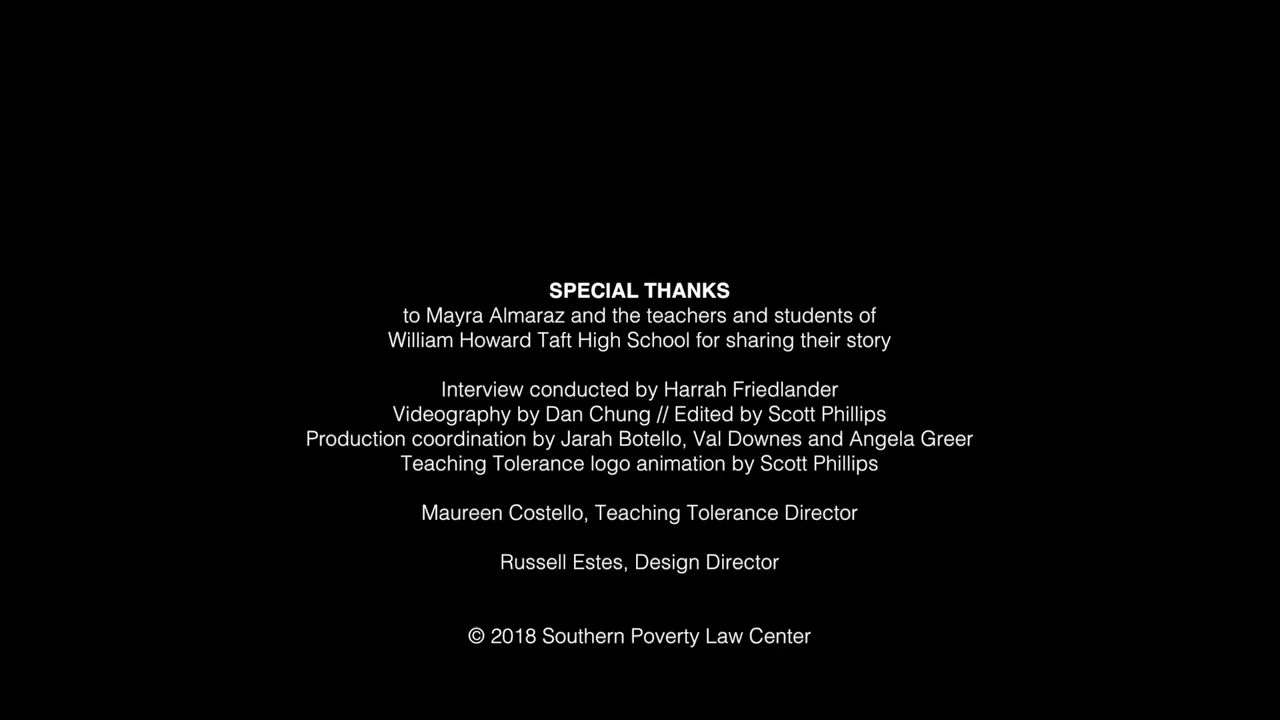 SPECIAL THANKS
to Mayra Almaraz and the teachers and students of
William Howard Taft High School for sharing their story
Interview conducted by Harrah Friedlander
Videography by Dan Chung // Edited by Scott Phillips
Production coordination by Jarah Botello, Val Downes and Angela Greer
Teaching Tolerance logo animation by Scott Phillips
Maureen Costello, Teaching Tolerance Director
Russell Estes, Design Director
© 2018 Southern Poverty Law Center